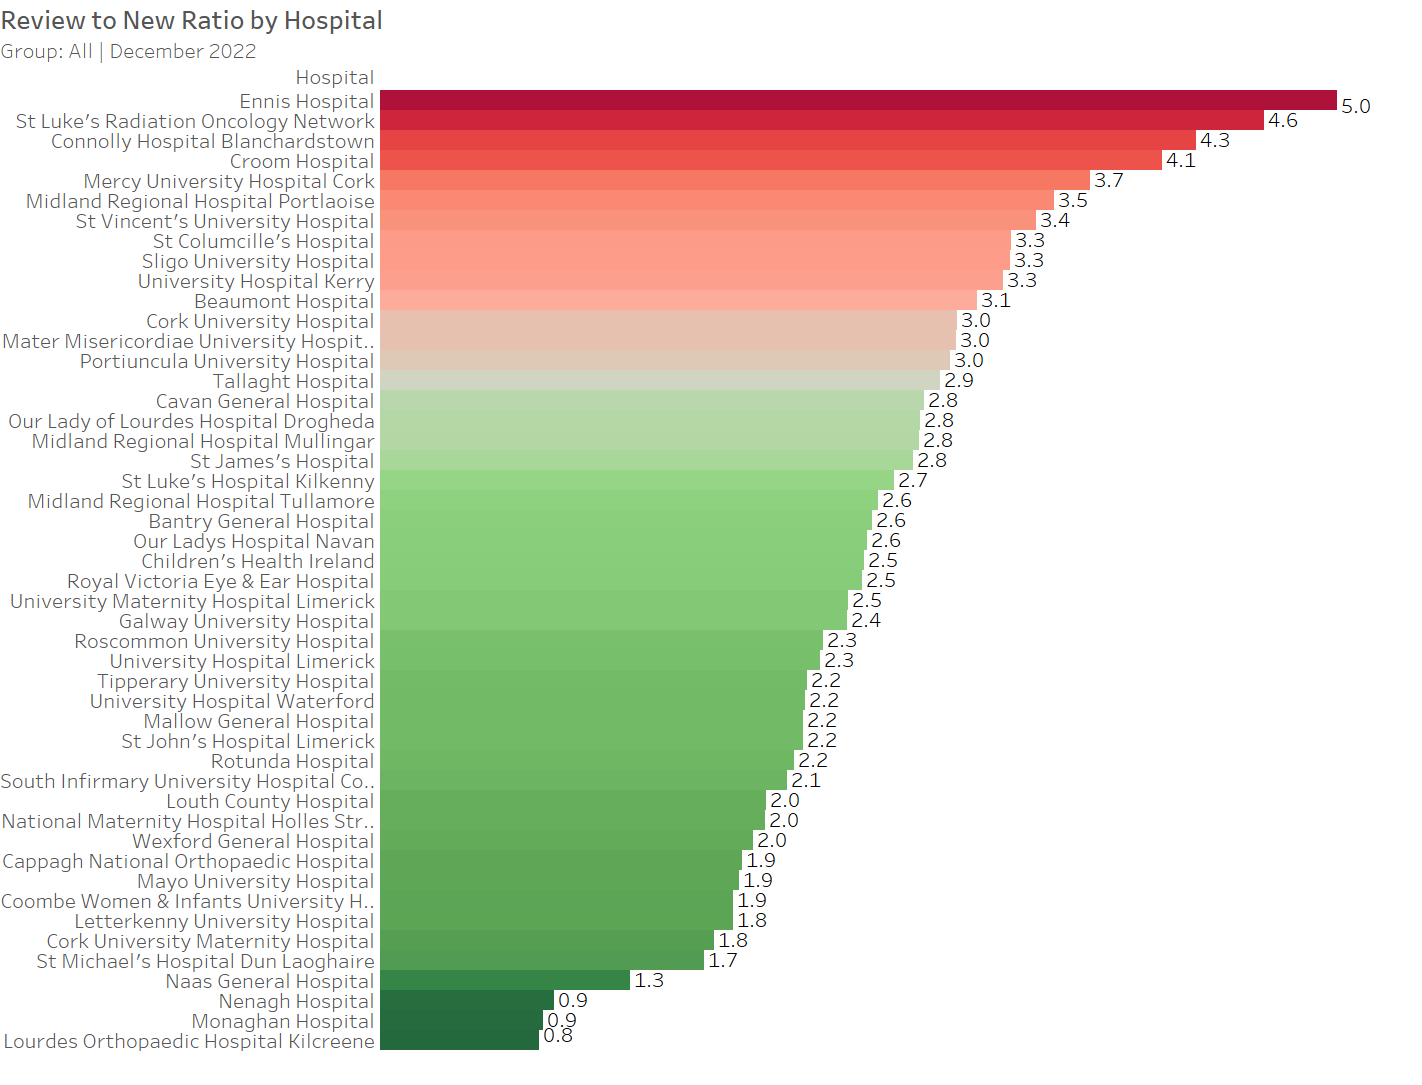 Review to New Ratio by Hospital
Group: All | December 2022
Hospital
Ennis Hospital 5.0
St Luke's Radiation Oncology Network 4.6
Connolly Hospital Blanchardstown 4.3
Croom Hospital 4.1
Mercy University Hospital Cork 3.7
Midland Regional Hospital Portlaoise 3.5
St Vincent's University Hospital 3.4
St Columcille's Hospital 3.3
Sligo University Hospital 3.3
University Hospital Kerry 3.3
Beaumont Hospital 3.1
Cork University Hospital 3.0
Mater Misericordiae University Hospit.. 3.0
Portiuncula University Hospital 3.0
Tallaght Hospital 2.9
Cavan General Hospital 2.8
Our Lady of Lourdes Hospital Drogheda 2.8
Midland Regional Hospital Mullingar 2.8
St James's Hospital 2.8
St Luke's Hospital Kilkenny 2.7
Midland Regional Hospital Tullamore 2.6
Bantry General Hospital 2.6
Our Ladys Hospital Navan 2.6
Children's Health Ireland 2.5
Royal Victoria Eye & Ear Hospital 2.5
University Maternity Hospital Limerick 2.5
Galway University Hospital 2.4
Roscommon University Hospital 2.3
University Hospital Limerick 2.3
Tipperary University Hospital 2.2
University Hospital Waterford 2.2
Mallow General Hospital 2.2
St John's Hospital Limerick 2.2
Rotunda Hospital 2.2
South Infirmary University Hospital Co.. 2.1
Louth County Hospital 2.0
National Maternity Hospital Holles Str.. 2.0
Wexford General Hospital 2.0
Cappagh National Orthopaedic Hospital 1.9
Mayo University Hospital 1.9
Coombe Women & Infants University H.. 1.9
Letterkenny University Hospital 1.8
Cork University Maternity Hospital 1.8
St Michael's Hospital Dun Laoghaire 1.7
Naas General Hospital 1.3
Nenagh Hospital 0.9
Monaghan Hospital 0.9
Lourdes Orthopaedic Hospital Kilcreene 0.8